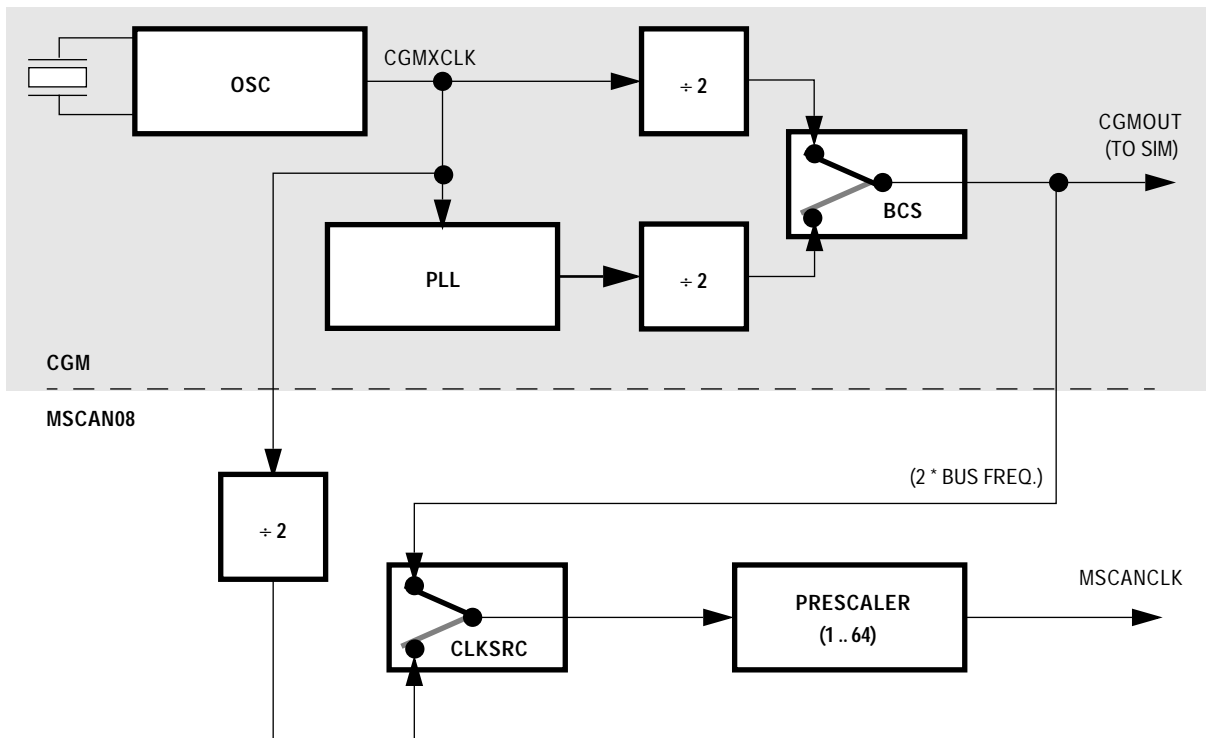 CGMXCLK
OSC
÷ 2
CGMOUT
(TO SIM)
BCS
PLL
÷ 2
CGM
MSCAN08
(2 * BUS FREQ.)
÷ 2
MSCANCLK
PRESCALER
(1 .. 64)
CLKSRC